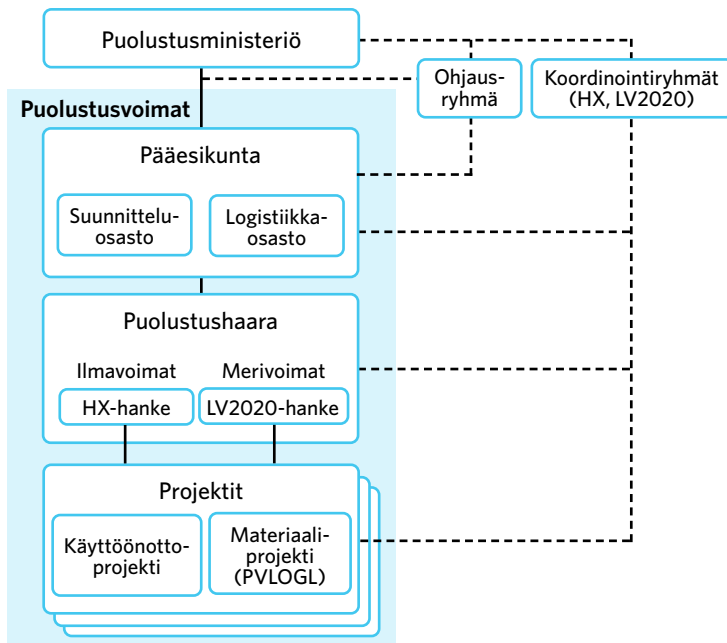 Puolustusministeriö
Ohjaus-
ryhmä
Koordinointiryhmät
(HX, LV2020)
Puolustusvoimat
Pääesikunta
Suunnittelu-
osasto
Logistiikka-
osasto
Puolustushaara
Ilmavoimat
Merivoimat
HX-hanke
LV2020-hanke
Projektit
Käyttöönotto-
projekti
Materiaali-
projekti
(PVLOGL)